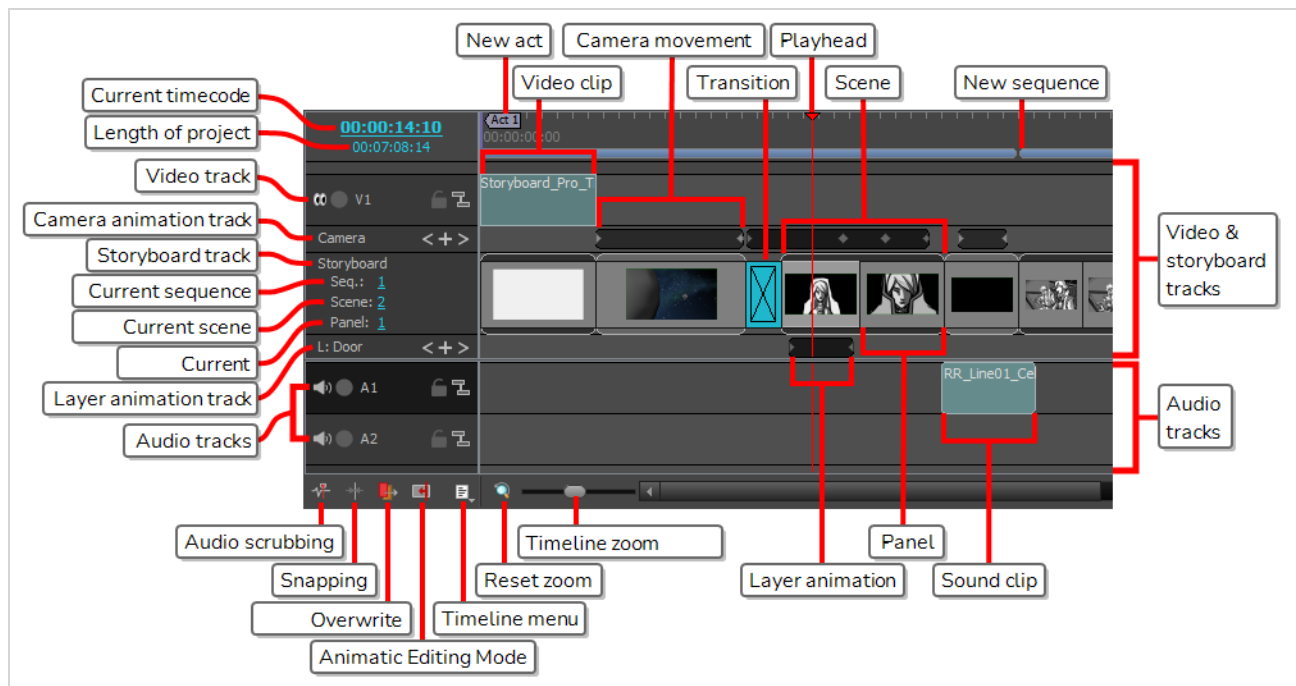 New act
Camera movement
Playhead
Video clip
Transition
Scene
New sequence
Current timecode
Length of project
Video track
Camera animation track
Storyboard track
Current sequence
Current scene
Current
Layer animation track
Audio tracks
00:00:14:10
00:07:08:14
Act 1
00:00:00:00
V1
Storyboard_Pro_T
Camera
Storyboard
Seq.: 1
Scene: 2
Panel: 1
L: Door
A1
RR_Line01_Ce
A2
Video &
storyboard
tracks
Audio
tracks
Audio scrubbing
Timeline zoom
Panel
Snapping
Reset zoom
Layer animation
Sound clip
Overwrite
Timeline menu
Animatic Editing Mode